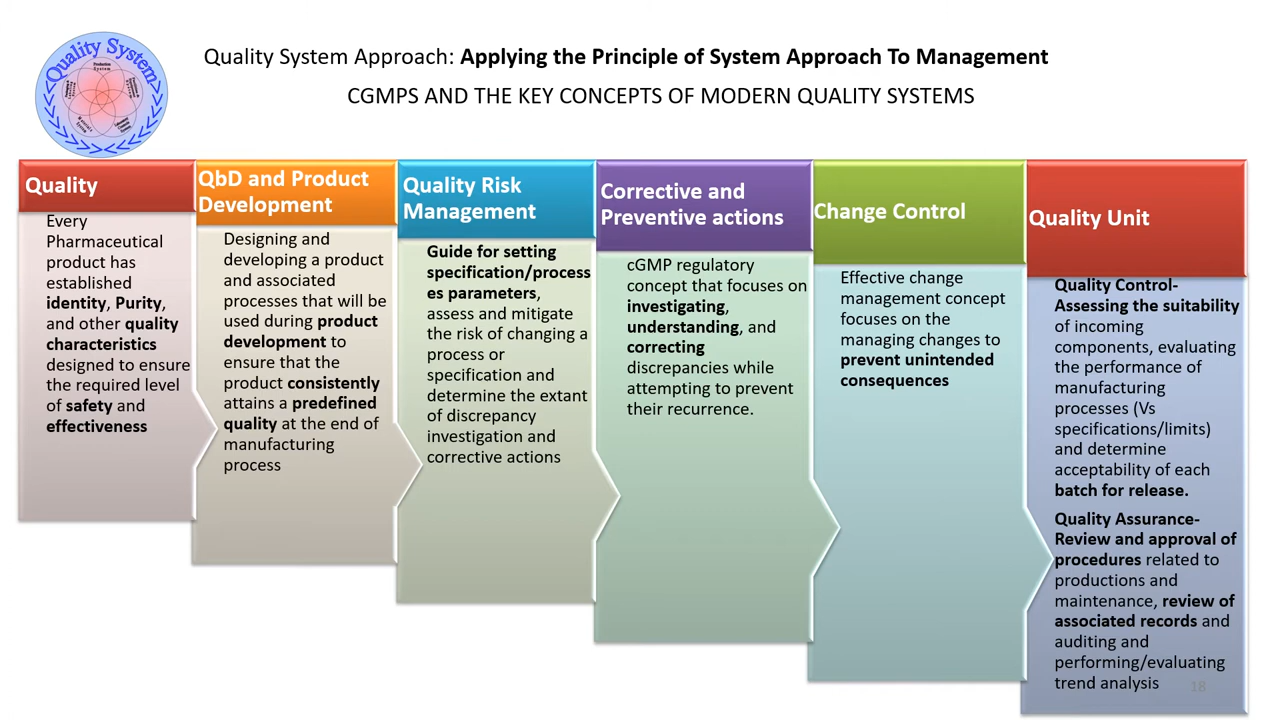 Quality System
Production
System
Quality System Approach: Applying the Principle of System Approach To Management
CGMPS AND THE KEY CONCEPTS OF MODERN QUALITY SYSTEMS
Quality
Every
Pharmaceutical
product has
established
identity, Purity,
and other quality
characteristics
designed to ensure
the required level
of safety and
effectiveness
QbD and Product
Development
Designing and
developing a product
and associated
processes that will be
used during product
development to
ensure that the
product consistently
attains a predefined
quality at the end of
manufacturing
process
Quality Risk
Management
Guide for setting
specification/process
es parameters,
assess and mitigate
the risk of changing a
process or
specification and
determine the extant
of discrepancy
investigation and
corrective actions
Corrective and
Preventive actions
cGMP regulatory
concept that focuses on
investigating,
understanding, and
correcting
discrepancies while
attempting to prevent
their recurrence.
Change Control
Effective change
management concept
focuses on the
managing changes to
prevent unintended
consequences
Quality Unit
Quality Control-
Assessing the suitability
of incoming
components, evaluating
the performance of
manufacturing
processes (Vs
specifications/limits)
and determine
acceptability of each
batch for release.
Quality Assurance-
Review and approval of
procedures related to
productions and
maintenance, review of
associated records and
auditing and
performing/evaluating
trend analysis
18